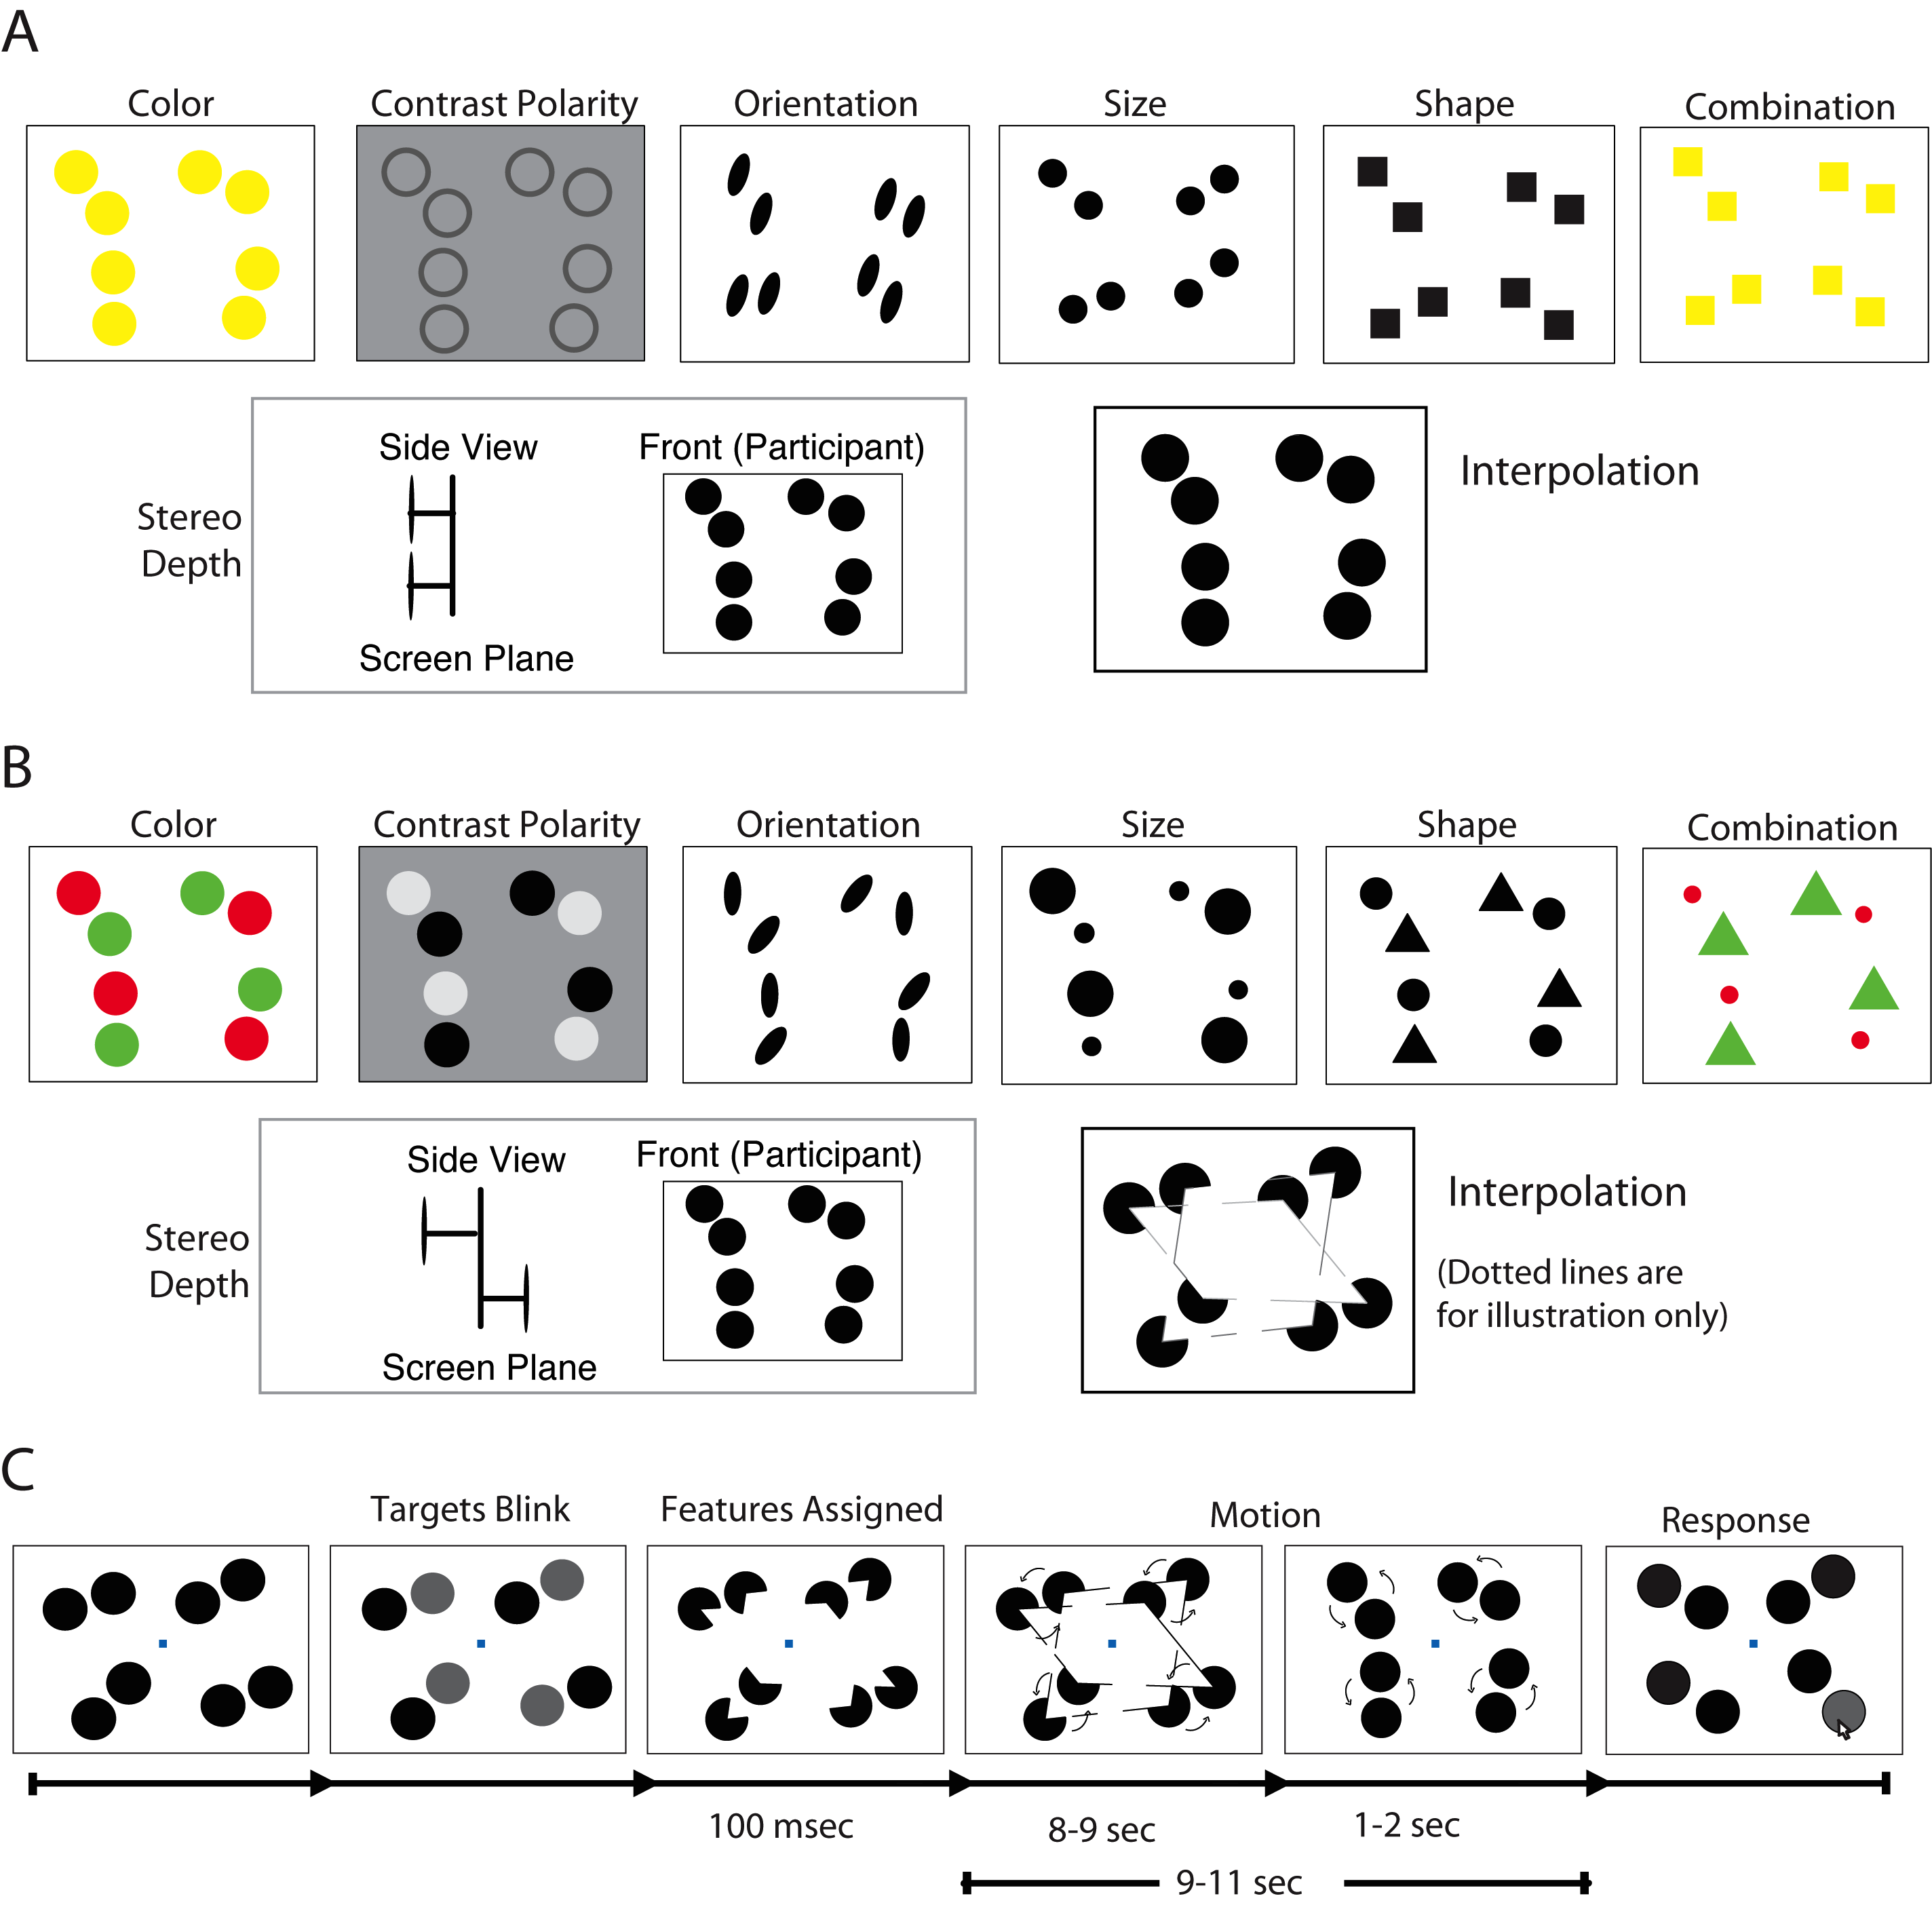 A
Color
Contrast Polarity
Orientation
Size
Shape
Combination
Stereo
Depth
Side View
Screen Plane
Front (Participant)
Interpolation
B
Color
Contrast Polarity
Orientation
Size
Shape
Combination
Stereo
Depth
Side View
Screen Plane
Front (Participant)
Interpolation
(Dotted lines are
for illustration only)
C
Targets Blink
Features Assigned
Motion
Response
100 msec
8-9 sec
1-2 sec
9-11 sec